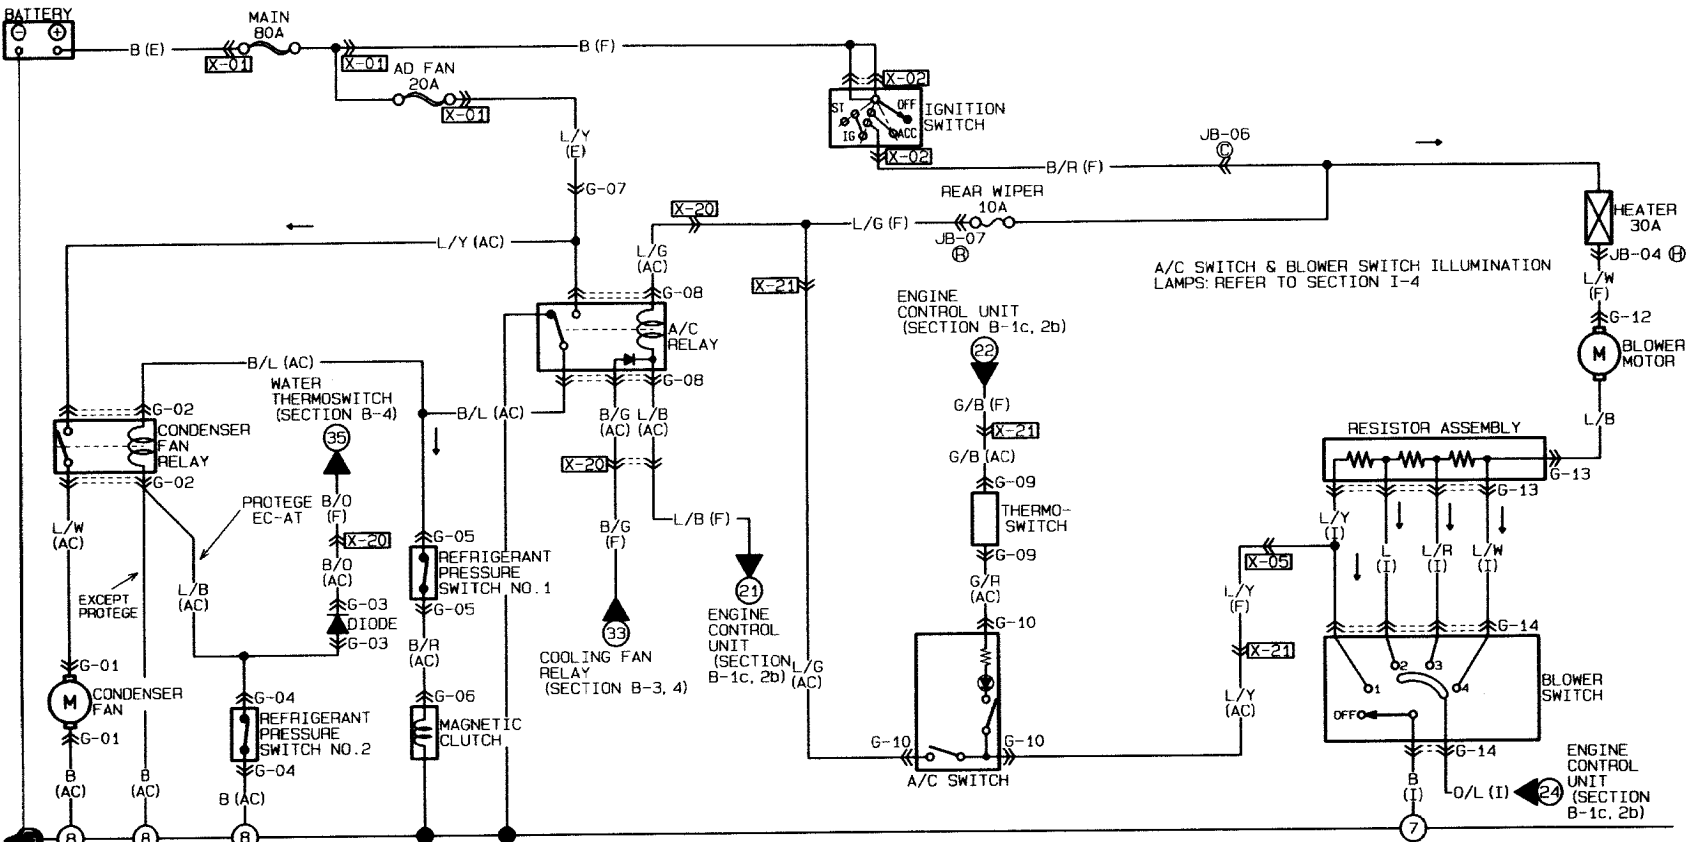 BATTERY
MAIN
80A
B (E)
X-01
X-01
B (F)
AD FAN
20A
X-01
X-02
ST
OFF
IG
ACC
IGNITION
SWITCH
X-02
L/Y
(E)
G-07
B/R (F)
JB-06
C
REAR WIPER
10A
X-20
L/G (F)
JB-07
R
HEATER
30A
JB-04 H
L/W
(F)
G-12
L/Y (AC)
L/G
(AC)
G-08
X-21
A/C SWITCH & BLOWER SWITCH ILLUMINATION
LAMPS: REFER TO SECTION I-4
ENGINE
CONTROL UNIT
(SECTION B-1c, 2b)
22
A/C
RELAY
G-08
M
BLOWER
MOTOR
B/L (AC)
WATER
THERMOSWITCH
(SECTION B-4)
35
G-02
CONDENSER
FAN
RELAY
G-02
B/L (AC)
B/G
(AC)
L/B
(AC)
X-20
G/B (F)
X-21
G/B (AC)
G-09
THERMO-
SWITCH
G-09
G/R
(AC)
G-10
L/B
RESISTOR ASSEMBLY
G-13
G-13
L/Y
(I)
L
(I)
L/R
(I)
L/W
(I)
PROTEGE
EC-AT
B/O
(F)
X-20
B/O
(AC)
G-03
DIODE
G-03
L/W
(AC)
L/B
(AC)
EXCEPT
PROTEGE
G-05
REFRIGERANT
PRESSURE
SWITCH NO.1
G-05
B/R
(AC)
G-06
MAGNETIC
CLUTCH
B/G
(F)
33
COOLING FAN
RELAY
(SECTION B-3, 4)
L/B (F)
21
ENGINE
CONTROL
UNIT
(SECTION
B-1c, 2b)
L/G
(AC)
G-10
G-10
A/C SWITCH
X-05
L/Y
(F)
X-21
L/Y
(AC)
G-14
1
2
3
4
OFF
BLOWER
SWITCH
G-14
B
(I)
O/L (I)
24
ENGINE
CONTROL
UNIT
(SECTION
B-1c, 2b)
G-01
M
CONDENSER
FAN
G-01
B
(AC)
B
(AC)
G-04
REFRIGERANT
PRESSURE
SWITCH NO.2
G-04
B (AC)
8
8
8
7